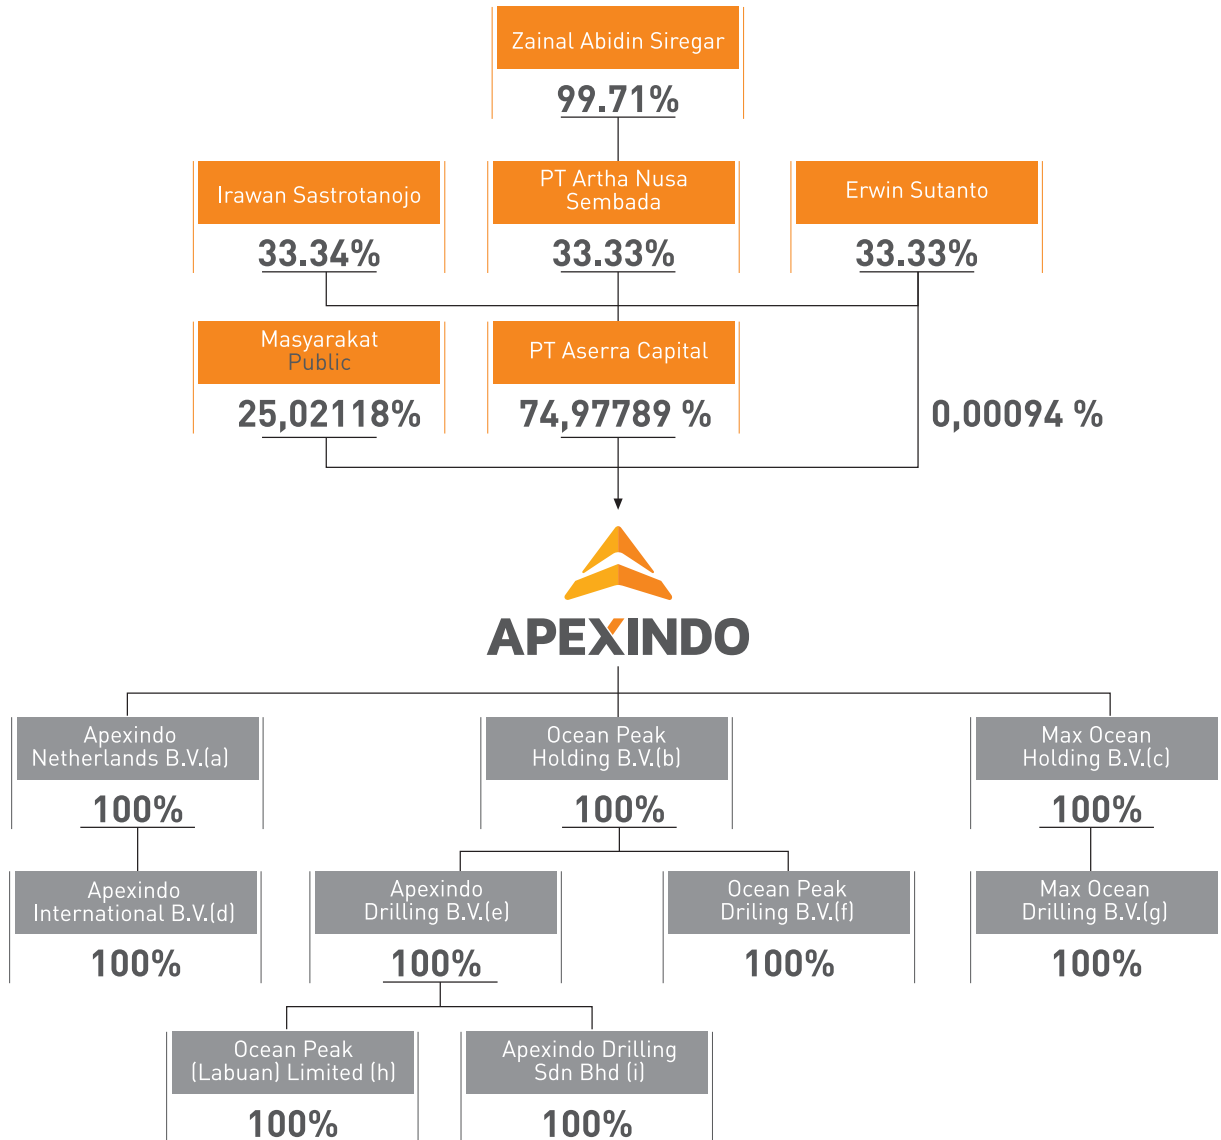 Zainal Abidin Siregar
99.71%
Irawan Sastrotanojo
33.34%
PT Artha Nusa
Sembada
33.33%
Erwin Sutanto
33.33%
Masyarakat
Public
25,02118%
PT Aserra Capital
74,97789 %
0,00094 %
APEXINDO
Apexindo
Netherlands B.V.(a)
100%
Ocean Peak
Holding B.V.(b)
100%
Max Ocean
Holding B.V.(c)
100%
Apexindo
International B.V.(d)
100%
Apexindo
Drilling B.V.(e)
100%
Ocean Peak
Driling B.V.(f)
100%
Max Ocean
Drilling B.V.(g)
100%
Ocean Peak
(Labuan) Limited (h)
100%
Apexindo Drilling
Sdn Bhd (i)
100%